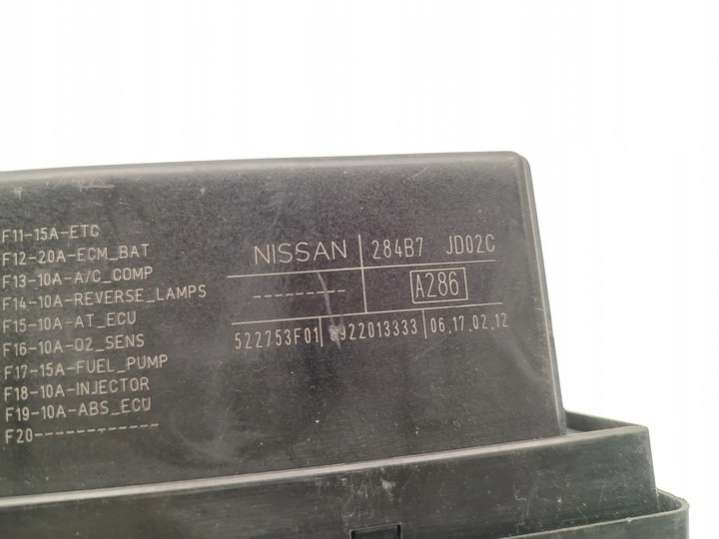 F11-15A-ETC
F12-20A-ECM_BAT
F13-10A-A/C_COMP
F14-10A-REVERSE_LAMPS
F15-10A-AT_ECU
F16-10A-O2_SENS
F17-15A-FUEL_PUMP
F18-10A-INJECTOR
F19-10A-ABS_ECU
F20-------------
NISSAN 284B7 JD02C
--------- A286
522753F01 8922013333 06,17,02,12